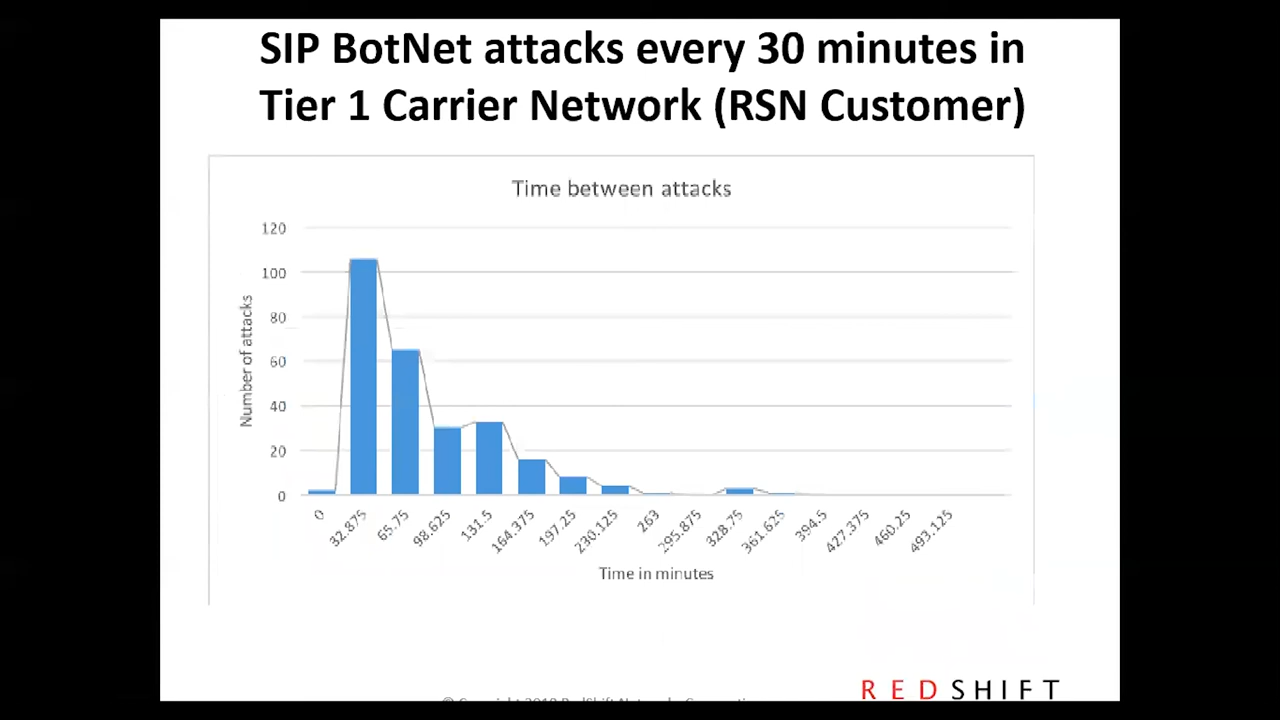 SIP BotNet attacks every 30 minutes in
Tier 1 Carrier Network (RSN Customer)
Time between attacks
120
100
80
60
40
20
0
Number of attacks
0 32.875 65.75 98.625 131.5 164.375 197.25 230.125 263 295.875 328.75 361.625 394.5 427.375 460.25 493.125
Time in minutes
REDSHIFT